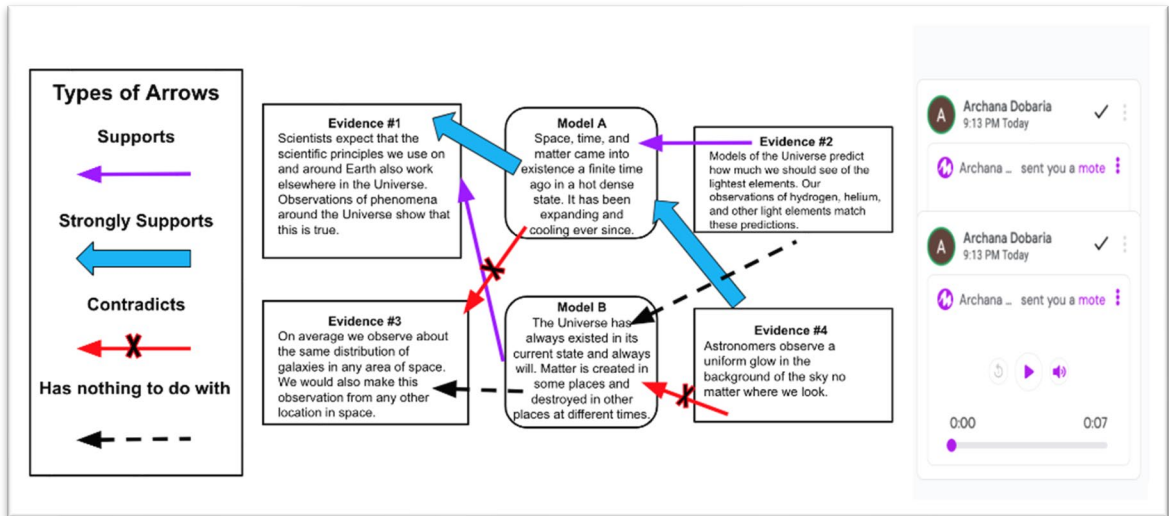 Types of Arrows
Supports
Strongly Supports
Contradicts
Has nothing to do with
Evidence #1
Scientists expect that the
scientific principles we use on
and around Earth also work
elsewhere in the Universe.
Observations of phenomena
around the Universe show that
this is true.
Evidence #3
On average we observe about
the same distribution of
galaxies in any area of space.
We would also make this
observation from any other
location in space.
Model A
Space, time, and
matter came into
existence a finite time
ago in a hot dense
state. It has been
expanding and
cooling ever since.
Model B
The Universe has
always existed in its
current state and always
will. Matter is created in
some places and
destroyed in other
places at different times.
Evidence #2
Models of the Universe predict
how much we should see of the
lightest elements. Our
observations of hydrogen, helium,
and other light elements match
these predictions.
Evidence #4
Astronomers observe a
uniform glow in the
background of the sky no
matter where we look.
A
Archana Dobaria
9:13 PM Today
Archana ... sent you a mote
A
Archana Dobaria
9:13 PM Today
Archana ... sent you a mote
0:00 0:07